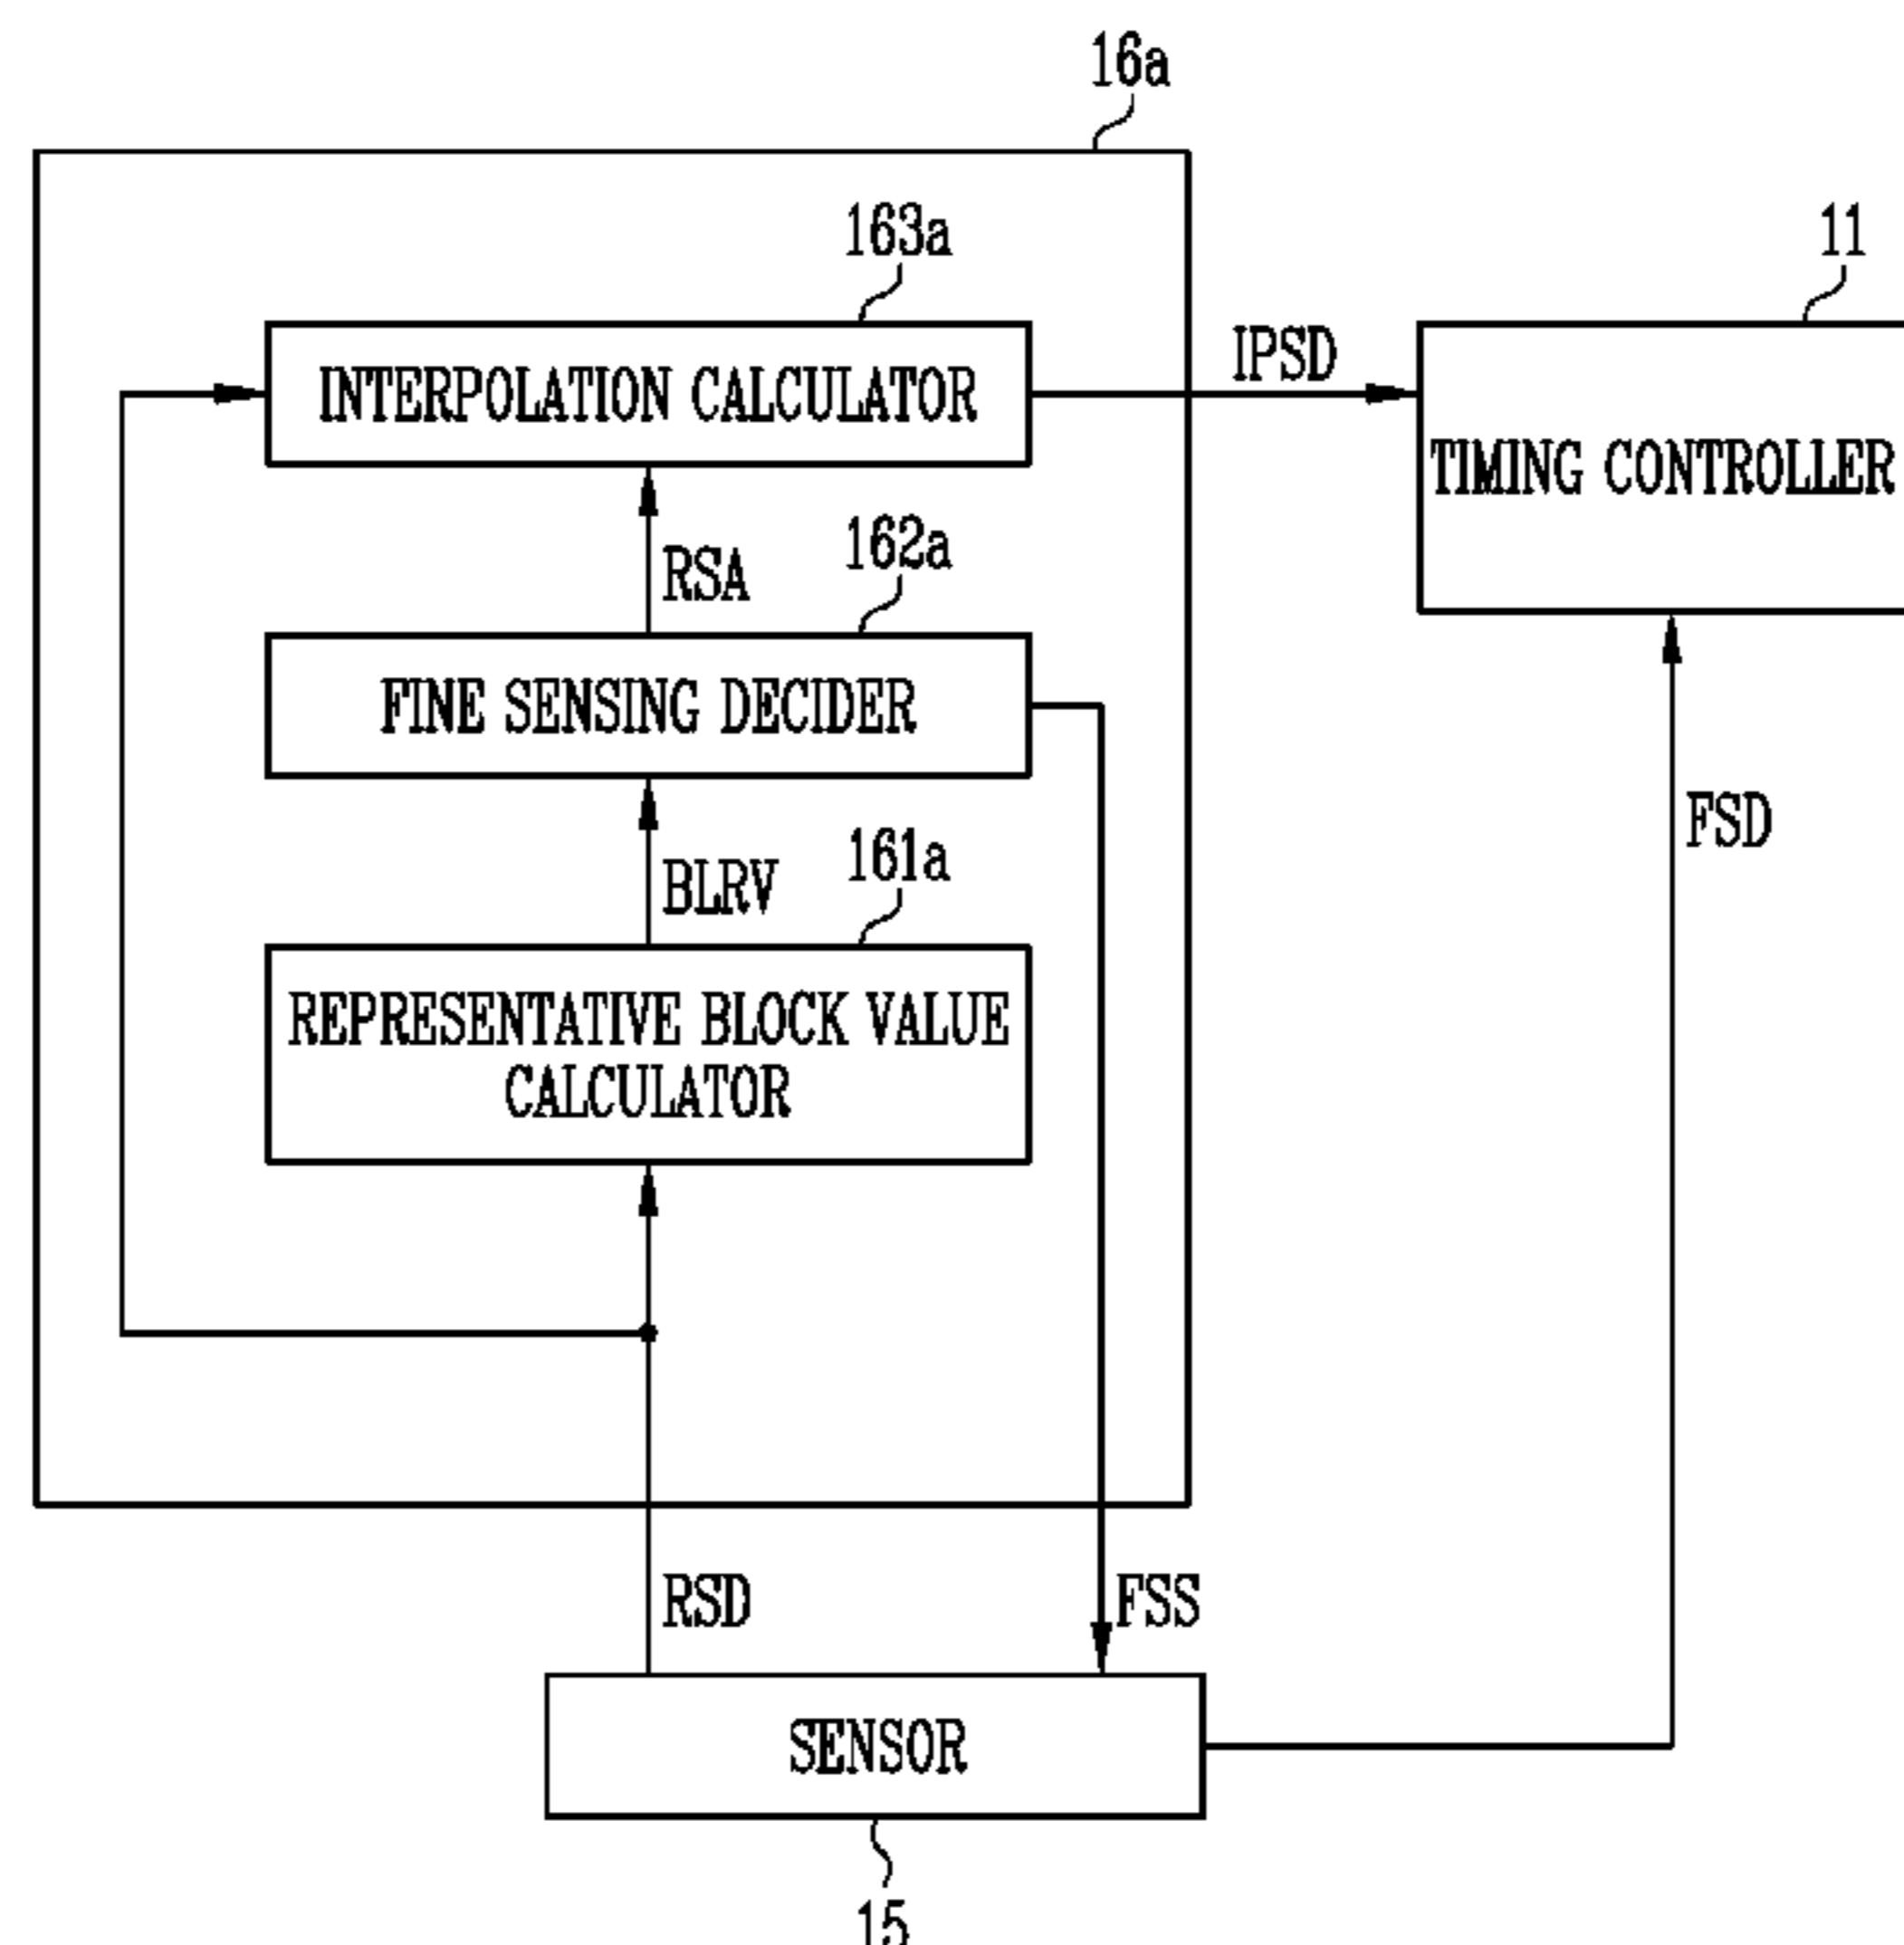 16a
163a
11
INTERPOLATION CALCULATOR
IPSD
TIMING CONTROLLER
RSA
162a
FINE SENSING DECIDER
FSD
BLRV
161a
REPRESENTATIVE BLOCK VALUE
CALCULATOR
RSD
FSS
SENSOR
15